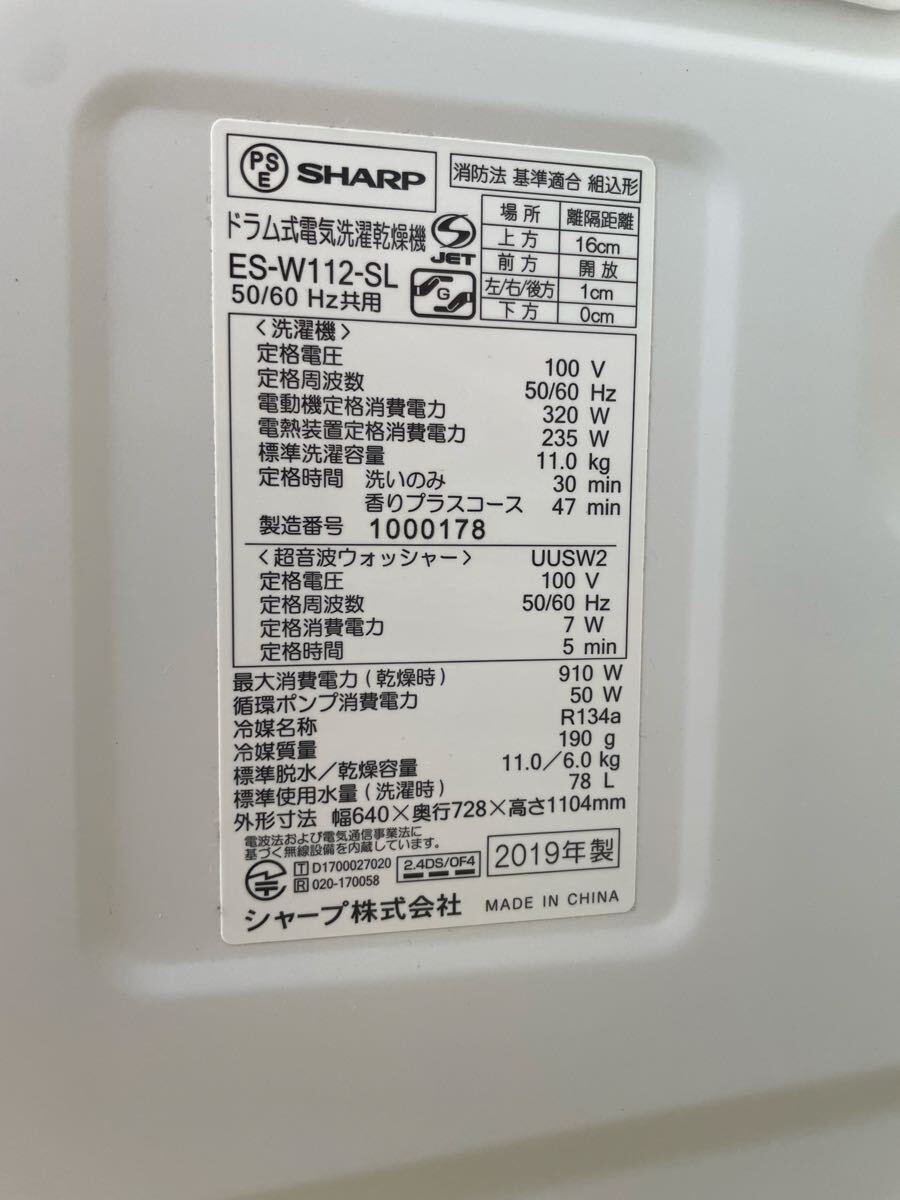 PSE SHARP
消防法 基準適合 組込形
場所 離隔距離
上方 16cm
前方 開放
左/右/後方 1cm
下方 0cm
ドラム式電気洗濯乾燥機
S JET
ES-W112-SL
50/60 Hz共用
G
〈洗濯機〉
定格電圧 100 V
定格周波数 50/60 Hz
電動機定格消費電力 320 W
電熱装置定格消費電力 235 W
標準洗濯容量 11.0 kg
定格時間 洗いのみ 30 min
香りプラスコース 47 min
製造番号 1000178
〈超音波ウォッシャー〉 UUSW2
定格電圧 100 V
定格周波数 50/60 Hz
定格消費電力 7 W
定格時間 5 min
最大消費電力(乾燥時) 910 W
循環ポンプ消費電力 50 W
冷媒名称 R134a
冷媒質量 190 g
標準脱水/乾燥容量 11.0/6.0 kg
標準使用水量(洗濯時) 78 L
外形寸法 幅640×奥行728×高さ1104mm
電波法および電気通信事業法に
基づく無線設備を内蔵しています。
T D1700027020
R 020-170058
2.4DS/OF4
2019年製
シャープ株式会社 MADE IN CHINA